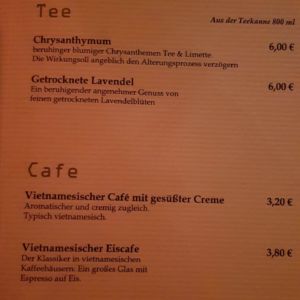 Tee
Aus der Teekanne 800 ml
Chrysanthymum 6,00 €
beruhinger blumiger Chrysanthemen Tee & Limette.
Die Wirkungsoll angeblich den Alterungsprozess verzögern
Getrocknete Lavendel 6,00 €
Ein beruhigender angenehmer Genuss von
feinen getrockneten Lavendelblüten
Cafe
Vietnamesischer Café mit gesüßter Creme 3,20 €
Aromatischer und cremig zugleich.
Typisch vietnamesisch.
Vietnamesischer Eiscafe 3,80 €
Der Klassiker in vietnamesischen
Kaffeehäusern: Ein großes Glas mit
Espresso auf Eis.